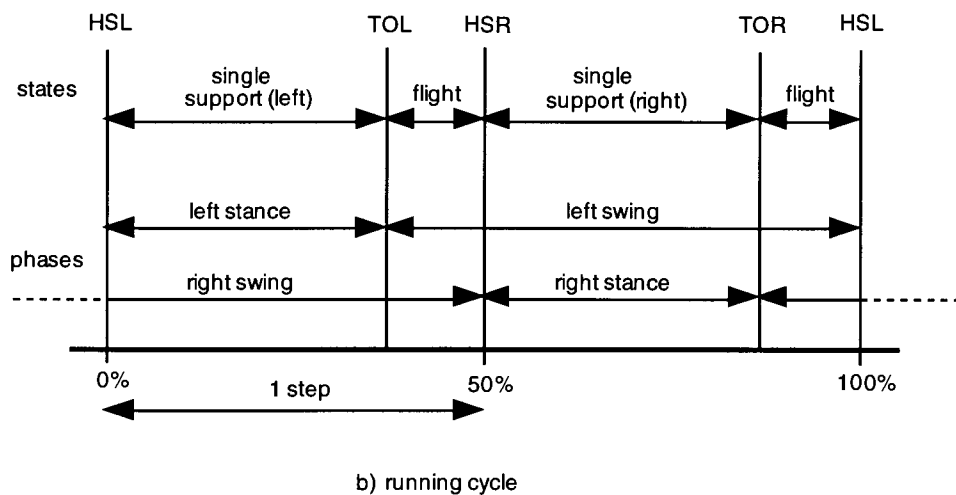 HSL TOL HSR TOR HSL
states
single
support (left)
flight
single
support (right)
flight
left stance
left swing
phases
right swing
right stance
0% 50% 100%
1 step
b) running cycle